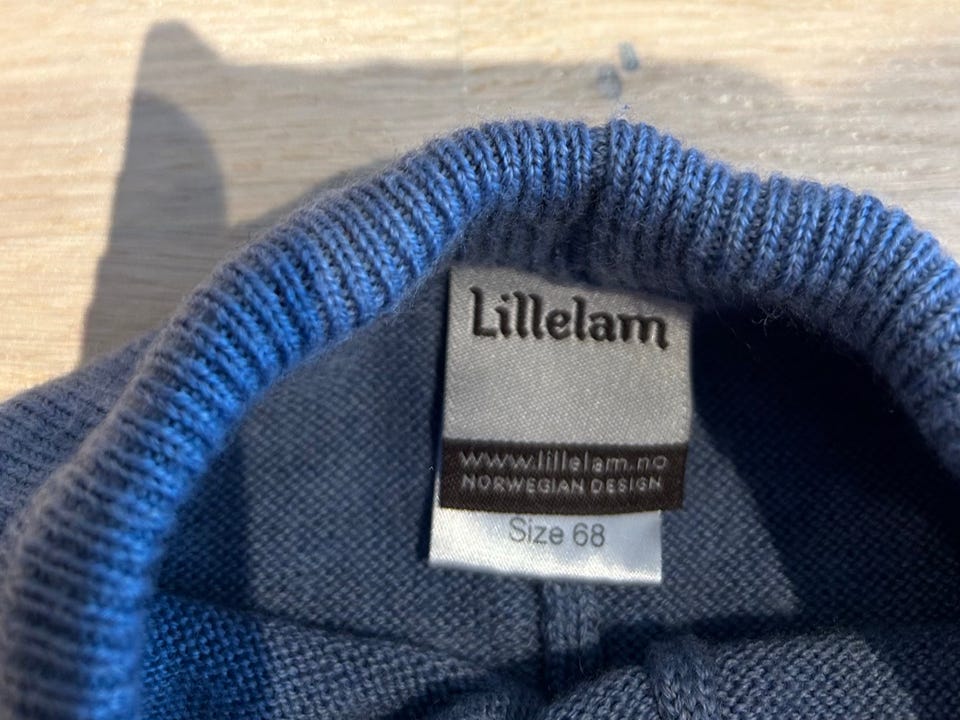 Lillelam
www.lillelam.no
NORWEGIAN DESIGN
Size 68